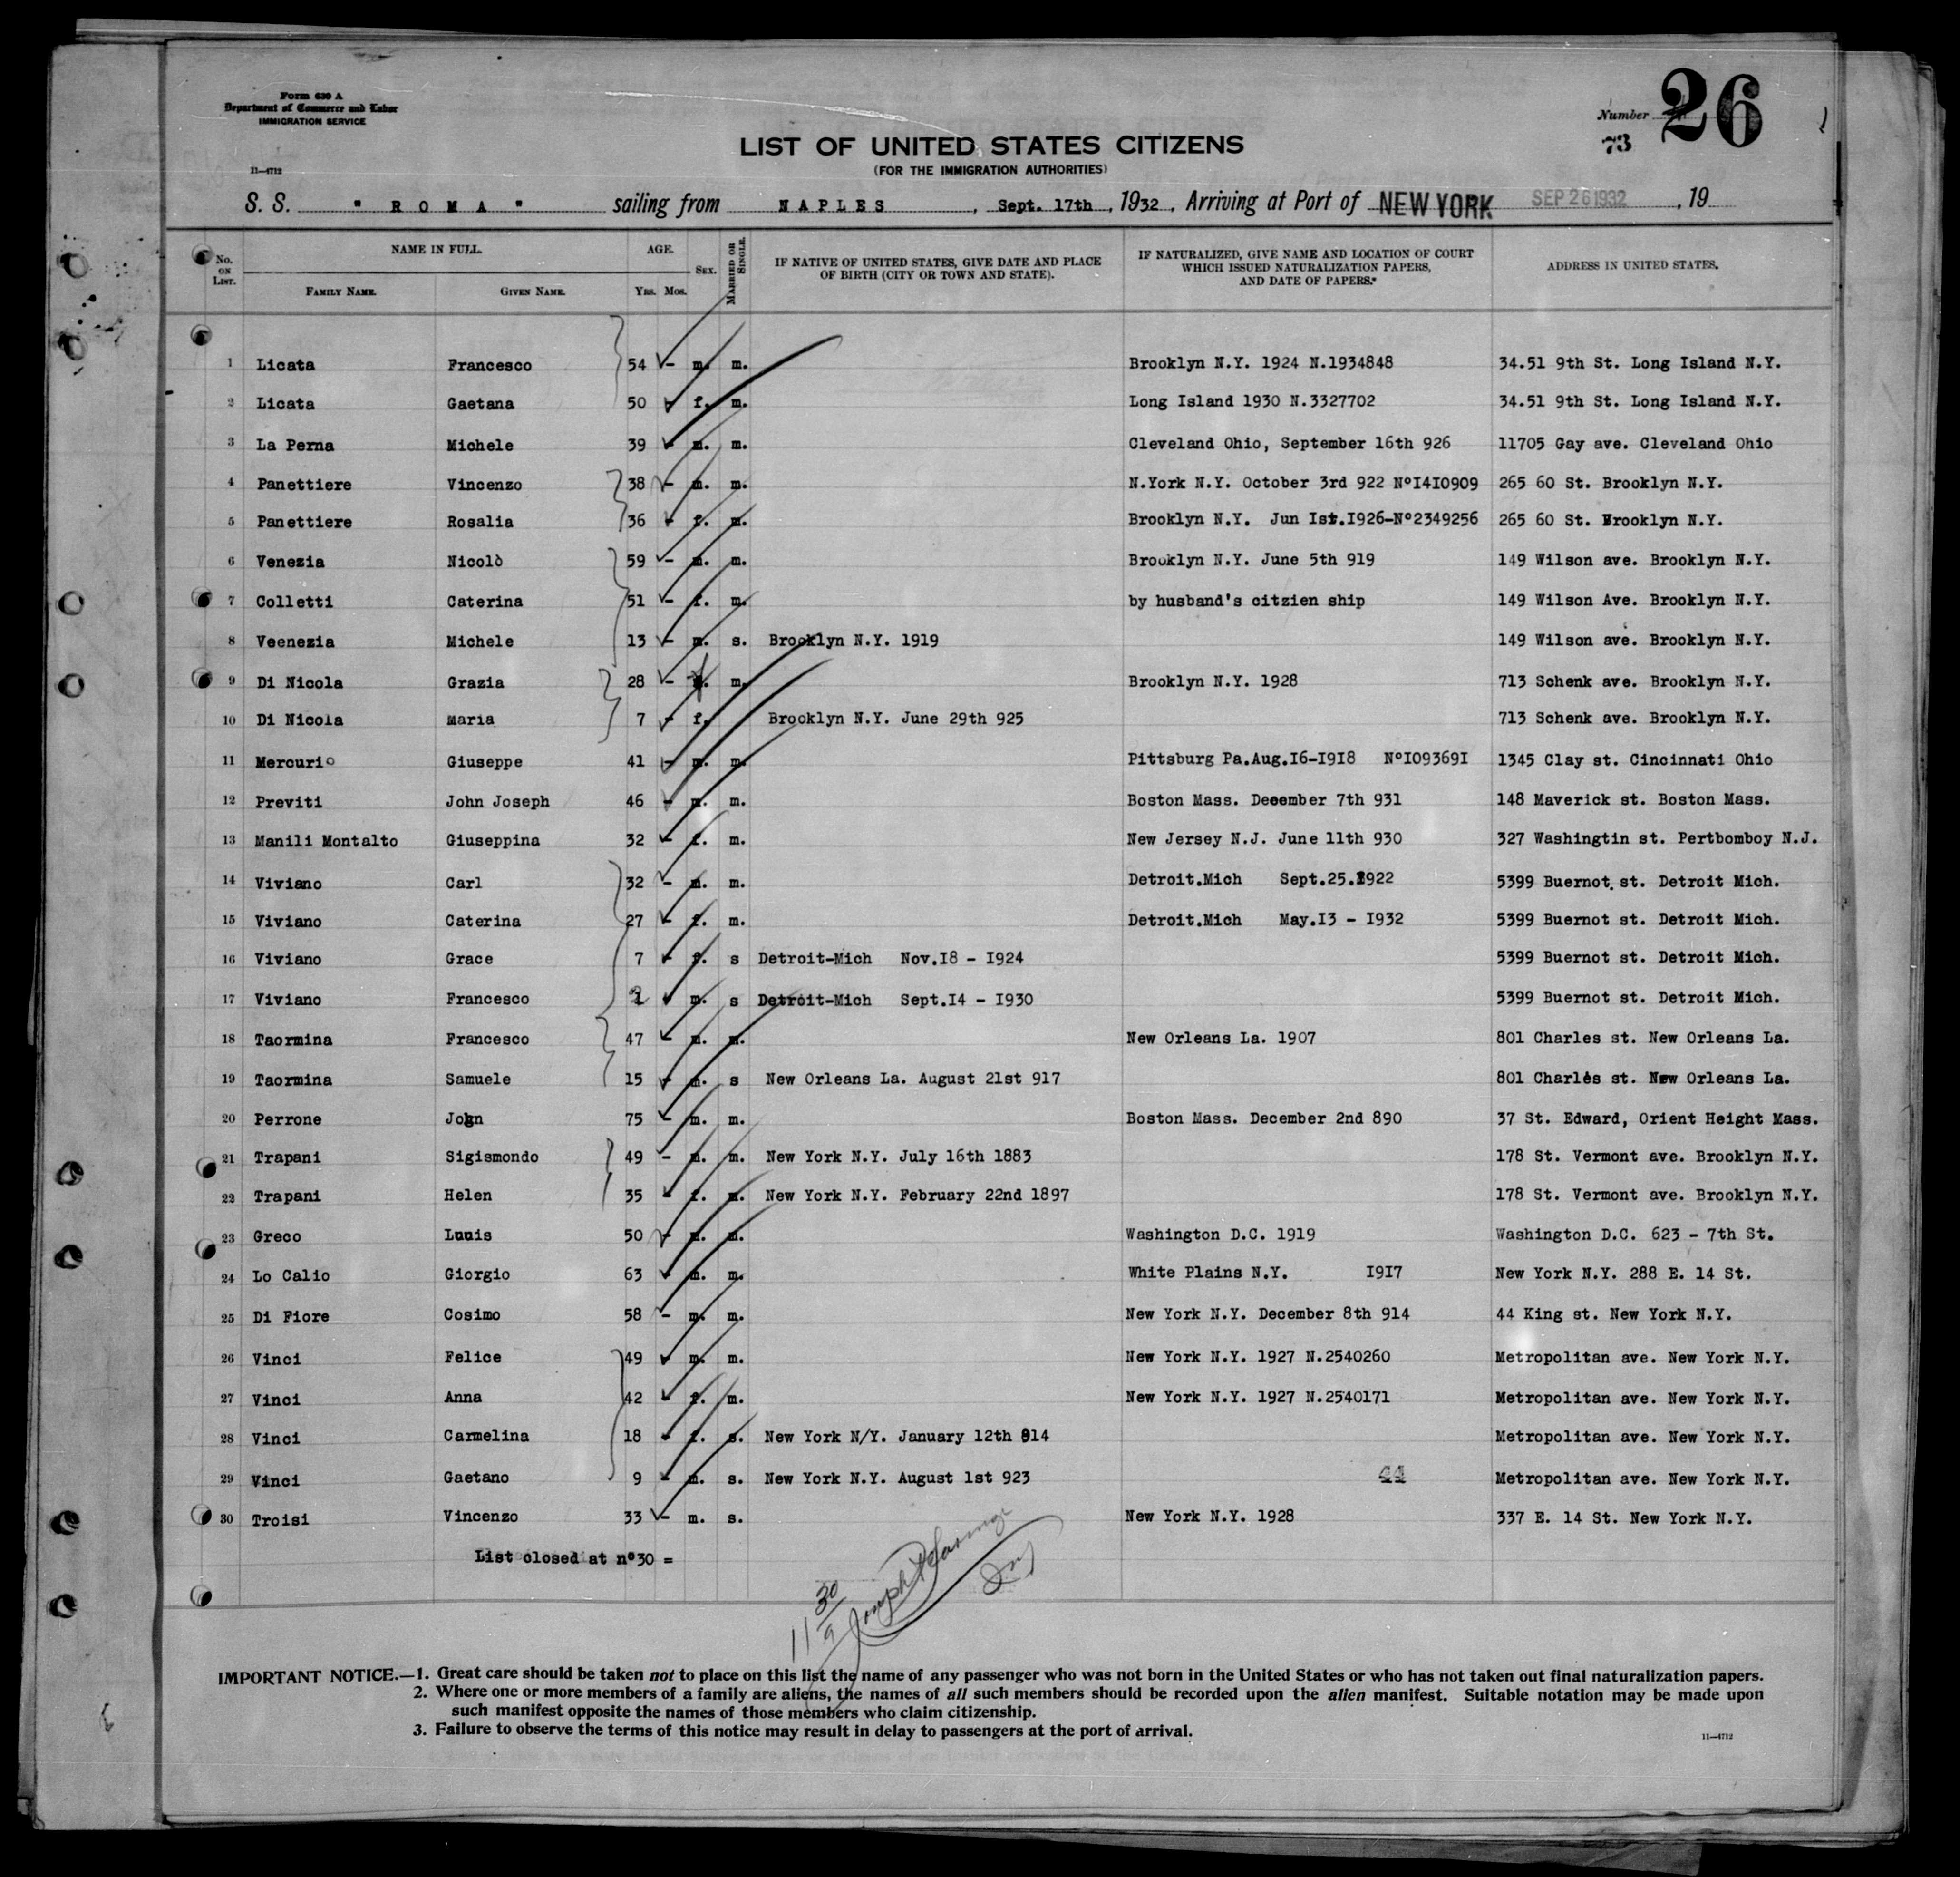 Form 630 A
Department of Commerce and Labor
IMMIGRATION SERVICE
11—4712
Number
26
73
LIST OF UNITED STATES CITIZENS
(FOR THE IMMIGRATION AUTHORITIES)
S. S. " R O M A " sailing from N A P L E S , Sept. 17th , 1932 , Arriving at Port of NEW YORK SEP 26 1932 , 19
No. ON LIST. NAME IN FULL. AGE. SEX. MARRIED OR SINGLE. IF NATIVE OF UNITED STATES, GIVE DATE AND PLACE OF BIRTH (CITY OR TOWN AND STATE). IF NATURALIZED, GIVE NAME AND LOCATION OF COURT WHICH ISSUED NATURALIZATION PAPERS, AND DATE OF PAPERS.* ADDRESS IN UNITED STATES.
FAMILY NAME. GIVEN NAME. YRS. MOS.
1 Licata Francesco 54 – m. m. Brooklyn N.Y. 1924 N.1934848 34.51 9th St. Long Island N.Y.
2 Licata Gaetana 50 – f. m. Long Island 1930 N.3327702 34.51 9th St. Long Island N.Y.
3 La Perna Michele 39 – m. m. Cleveland Ohio, September 16th 926 11705 Gay ave. Cleveland Ohio
4 Panettiere Vincenzo 38 – m. m. N.York N.Y. October 3rd 922 NºI4I0909 265 60 St. Brooklyn N.Y.
5 Panettiere Rosalia 36 – f. m. Brooklyn N.Y. Jun Ist.I926–Nº2349256 265 60 St. Brooklyn N.Y.
6 Venezia Nicolò 59 – m. m. Brooklyn N.Y. June 5th 919 149 Wilson ave. Brooklyn N.Y.
7 Colletti Caterina 51 – f. m. by husband's citzien ship 149 Wilson Ave. Brooklyn N.Y.
8 Veenezia Michele 13 – m. s. Brooklyn N.Y. 1919 149 Wilson ave. Brooklyn N.Y.
9 Di Nicola Grazia 28 – m. Brooklyn N.Y. 1928 713 Schenk ave. Brooklyn N.Y.
10 Di Nicola Maria 7 – f. Brooklyn N.Y. June 29th 925 713 Schenk ave. Brooklyn N.Y.
11 Mercurio Giuseppe 41 – m. m. Pittsburg Pa.Aug.I6–I9I8 NºI09369I 1345 Clay st. Cincinnati Ohio
12 Previti John Joseph 46 – m. m. Boston Mass. December 7th 931 148 Maverick st. Boston Mass.
13 Manili Montalto Giuseppina 32 – f. m. New Jersey N.J. June 11th 930 327 Washingtin st. Pertbomboy N.J.
14 Viviano Carl 32 – m. m. Detroit.Mich Sept.25.1922 5399 Buernot. st. Detroit Mich.
15 Viviano Caterina 27 – f. m. Detroit.Mich May.I3 – I932 5399 Buernot st. Detroit Mich.
16 Viviano Grace 7 – f. s Detroit–Mich Nov.I8 – I924 5399 Buernot st. Detroit Mich.
17 Viviano Francesco 2 m. s Detroit–Mich Sept.I4 – I930 5399 Buernot st. Detroit Mich.
18 Taormina Francesco 47 – m. m. New Orleans La. 1907 801 Charles st. New Orleans La.
19 Taormina Samuele 15 – m. s New Orleans La. August 21st 917 801 Charles st. New Orleans La.
20 Perrone John 75 – m. m. Boston Mass. December 2nd 890 37 St. Edward, Orient Height Mass.
21 Trapani Sigismondo 49 – m. m. New York N.Y. July 16th 1883 178 St. Vermont ave. Brooklyn N.Y.
22 Trapani Helen 35 – f. m. New York N.Y. February 22nd 1897 178 St. Vermont ave. Brooklyn N.Y.
23 Greco Luuis 50 – m. m. Washington D.C. 1919 Washington D.C. 623 – 7th St.
24 Lo Calio Giorgio 63 – m. m. White Plains N.Y. I9I7 New York N.Y. 288 E. 14 St.
25 Di Fiore Cosimo 58 – m. m. New York N.Y. December 8th 914 44 King st. New York N.Y.
26 Vinci Felice 49 – m. m. New York N.Y. 1927 N.2540260 Metropolitan ave. New York N.Y.
27 Vinci Anna 42 – f. m. New York N.Y. 1927 N.2540171 Metropolitan ave. New York N.Y.
28 Vinci Carmelina 18 – f. s. New York N/Y. January 12th 914 Metropolitan ave. New York N.Y.
29 Vinci Gaetano 9 – m. s. New York N.Y. August 1st 923 44 Metropolitan ave. New York N.Y.
30 Troisi Vincenzo 33 – m. s. New York N.Y. 1928 337 E. 14 St. New York N.Y.
List closed at nº30 =
11 30/9 Joseph
IMPORTANT NOTICE.—1. Great care should be taken not to place on this list the name of any passenger who was not born in the United States or who has not taken out final naturalization papers.
2. Where one or more members of a family are aliens, the names of all such members should be recorded upon the alien manifest. Suitable notation may be made upon
such manifest opposite the names of those members who claim citizenship.
3. Failure to observe the terms of this notice may result in delay to passengers at the port of arrival.
11—4712